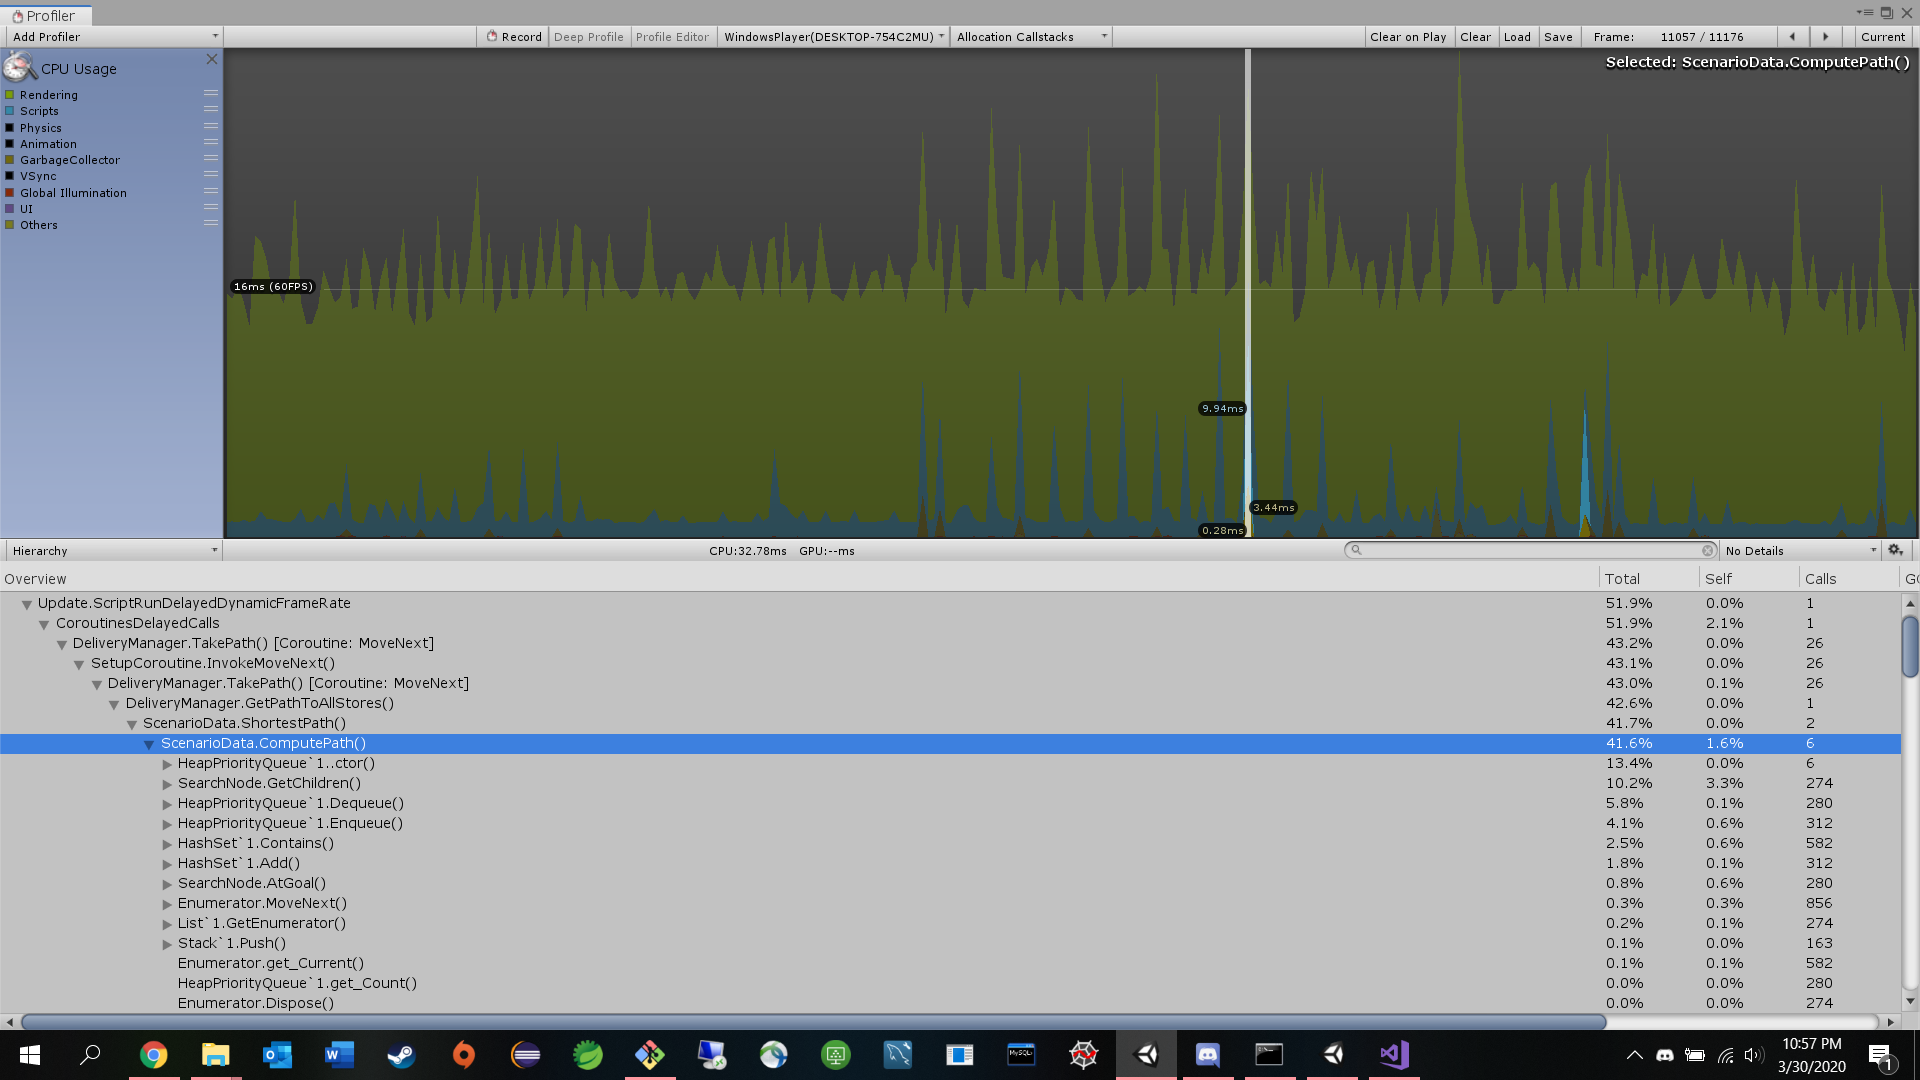 Profiler
Add Profiler Record Deep Profile Profile Editor WindowsPlayer(DESKTOP-754C2MU) Allocation Callstacks Clear on Play Clear Load Save Frame: 11057 / 11176 Current
CPU Usage
Selected: ScenarioData.ComputePath()
Rendering
Scripts
Physics
Animation
GarbageCollector
VSync
Global Illumination
UI
Others
16ms (60FPS)
9.94ms
3.44ms
0.28ms
Hierarchy CPU:32.78ms GPU:--ms No Details
Overview Total Self Calls GC
Update.ScriptRunDelayedDynamicFrameRate 51.9% 0.0% 1
CoroutinesDelayedCalls 51.9% 2.1% 1
DeliveryManager.TakePath() [Coroutine: MoveNext] 43.2% 0.0% 26
SetupCoroutine.InvokeMoveNext() 43.1% 0.0% 26
DeliveryManager.TakePath() [Coroutine: MoveNext] 43.0% 0.1% 26
DeliveryManager.GetPathToAllStores() 42.6% 0.0% 1
ScenarioData.ShortestPath() 41.7% 0.0% 2
ScenarioData.ComputePath() 41.6% 1.6% 6
HeapPriorityQueue`1..ctor() 13.4% 0.0% 6
SearchNode.GetChildren() 10.2% 3.3% 274
HeapPriorityQueue`1.Dequeue() 5.8% 0.1% 280
HeapPriorityQueue`1.Enqueue() 4.1% 0.6% 312
HashSet`1.Contains() 2.5% 0.6% 582
HashSet`1.Add() 1.8% 0.1% 312
SearchNode.AtGoal() 0.8% 0.6% 280
Enumerator.MoveNext() 0.3% 0.3% 856
List`1.GetEnumerator() 0.2% 0.1% 274
Stack`1.Push() 0.1% 0.0% 163
Enumerator.get_Current() 0.1% 0.1% 582
HeapPriorityQueue`1.get_Count() 0.0% 0.0% 280
Enumerator.Dispose() 0.0% 0.0% 274
MySQL
10:57 PM
3/30/2020
1